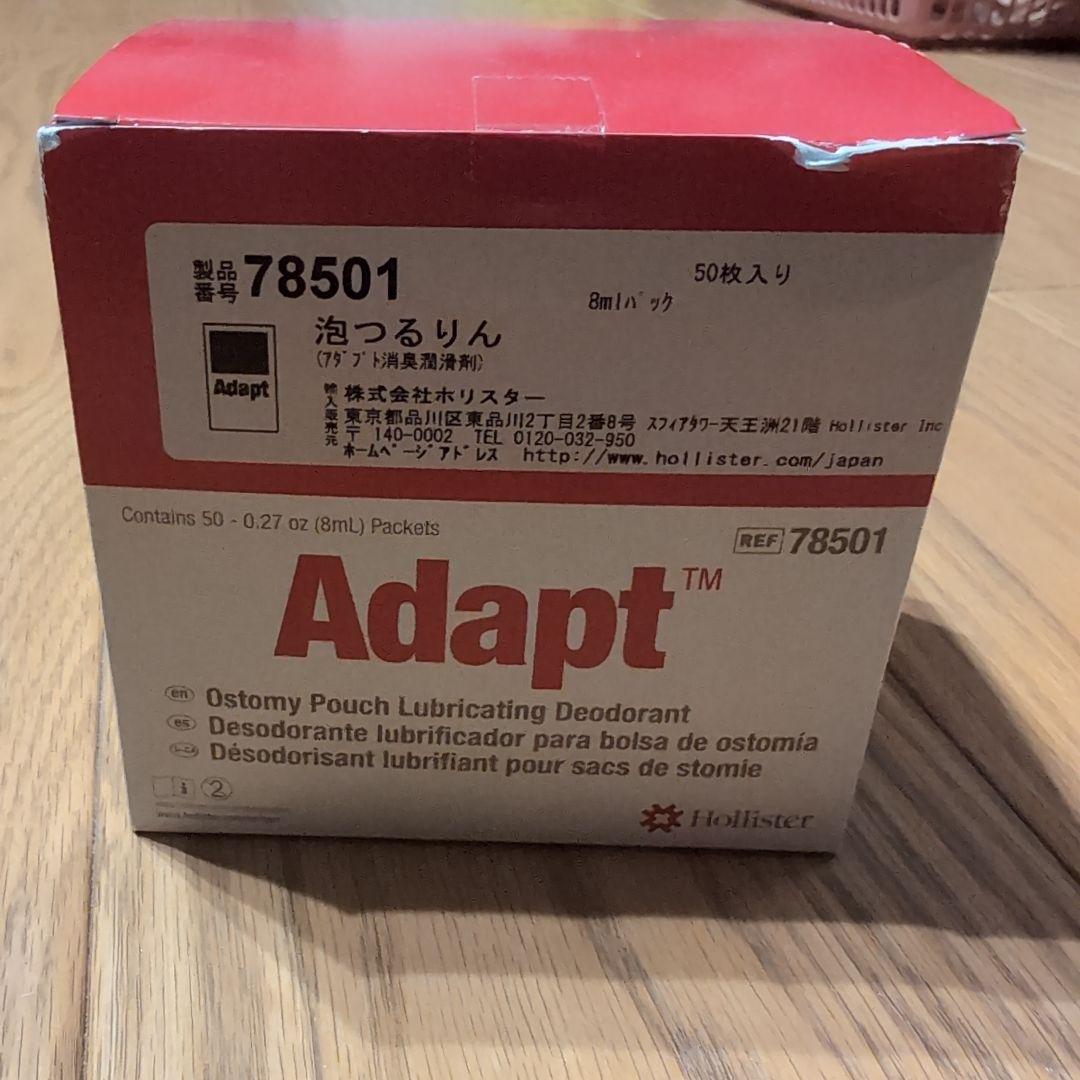 製品番号 78501
50枚入り
8mlパック
泡つるりん
(アダプト消臭潤滑剤)
Adapt
輸入販売元
株式会社ホリスター
東京都品川区東品川2丁目2番8号 スフィアタワー天王洲21階 Hollister Inc
〒 140-0002 TEL 0120-032-950
ホームページアドレス http://www.hollister.com/japan
Contains 50 - 0.27 oz (8mL) Packets
REF 78501
Adapt™
en Ostomy Pouch Lubricating Deodorant
es Desodorante lubrificador para bolsa de ostomía
Désodorisant lubrifiant pour sacs de stomie
i 2
Hollister